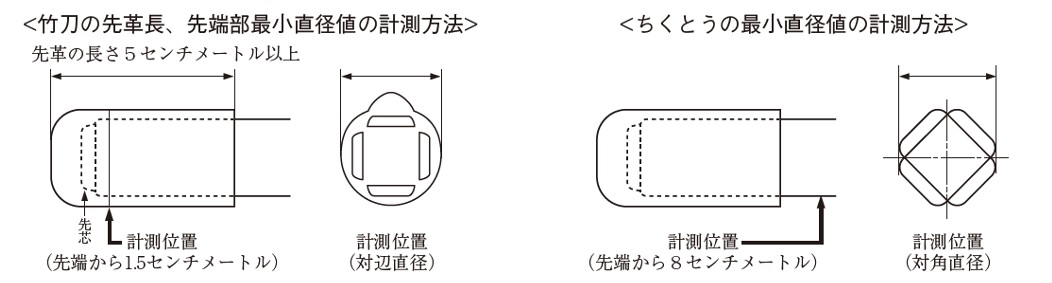 <竹刀の先革長、先端部最小直径値の計測方法>
先革の長さ５センチメートル以上
先芯
計測位置
（先端から1.5センチメートル）
計測位置
（対辺直径）
<ちくとうの最小直径値の計測方法>
計測位置
（先端から８センチメートル）
計測位置
（対角直径）